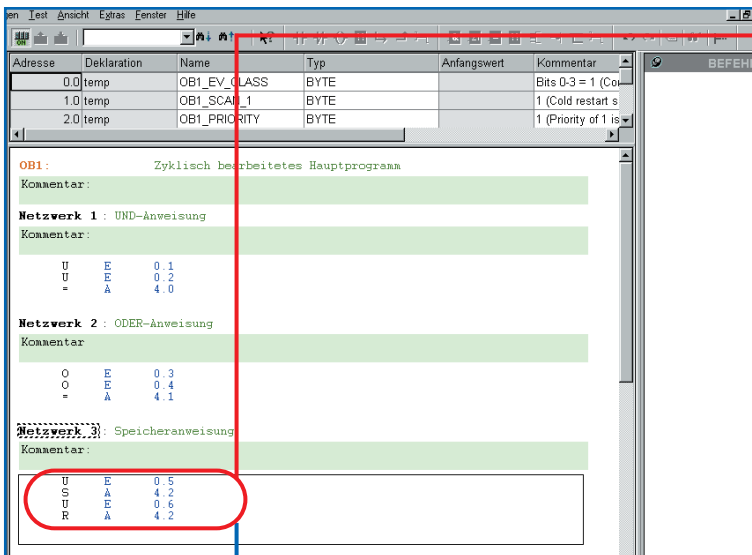 en Test Ansicht Extras Fenster Hilfe
Adresse Deklaration Name Typ Anfangswert Kommentar
0.0 temp OB1_EV_CLASS BYTE Bits 0-3 = 1 (Co
1.0 temp OB1_SCAN_1 BYTE 1 (Cold restart s
2.0 temp OB1_PRIORITY BYTE 1 (Priority of 1 is
BEFEH
OB1: Zyklisch bearbeitetes Hauptprogramm
Kommentar:
Netzwerk 1 : UND-Anweisung
Kommentar:
U E 0.1
U E 0.2
= A 4.0
Netzwerk 2 : ODER-Anweisung
Kommentar
O E 0.3
O E 0.4
= A 4.1
Netzwerk 3: Speicheranweisung
Kommentar:
U E 0.5
S A 4.2
U E 0.6
R A 4.2